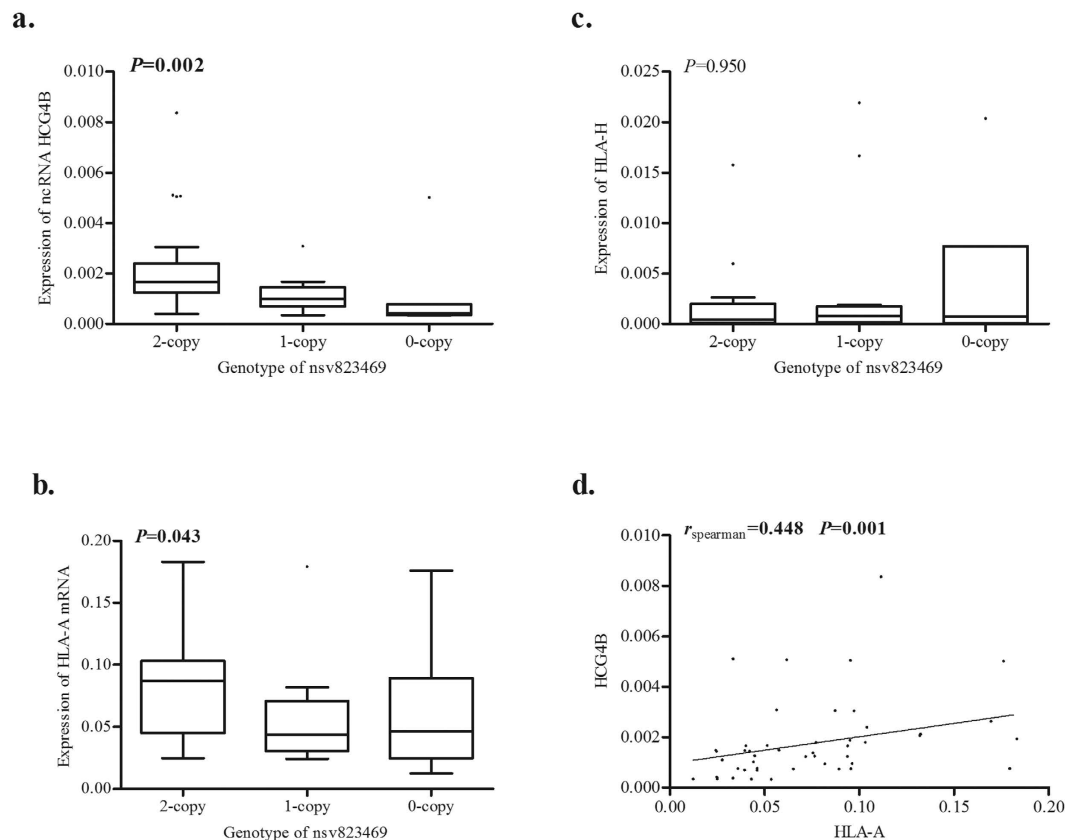 a.
P=0.002
0.010
0.008
0.006
0.004
0.002
0.000
Expression of ncRNA HCG4B
2-copy 1-copy 0-copy
Genotype of nsv823469
c.
P=0.950
0.025
0.020
0.015
0.010
0.005
0.000
Expression of HLA-H
2-copy 1-copy 0-copy
Genotype of nsv823469
b.
P=0.043
0.20
0.15
0.10
0.05
0.00
Expression of HLA-A mRNA
2-copy 1-copy 0-copy
Genotype of nsv823469
d.
rspearman=0.448 P=0.001
0.010
0.008
0.006
0.004
0.002
0.000
HCG4B
0.00 0.05 0.10 0.15 0.20
HLA-A